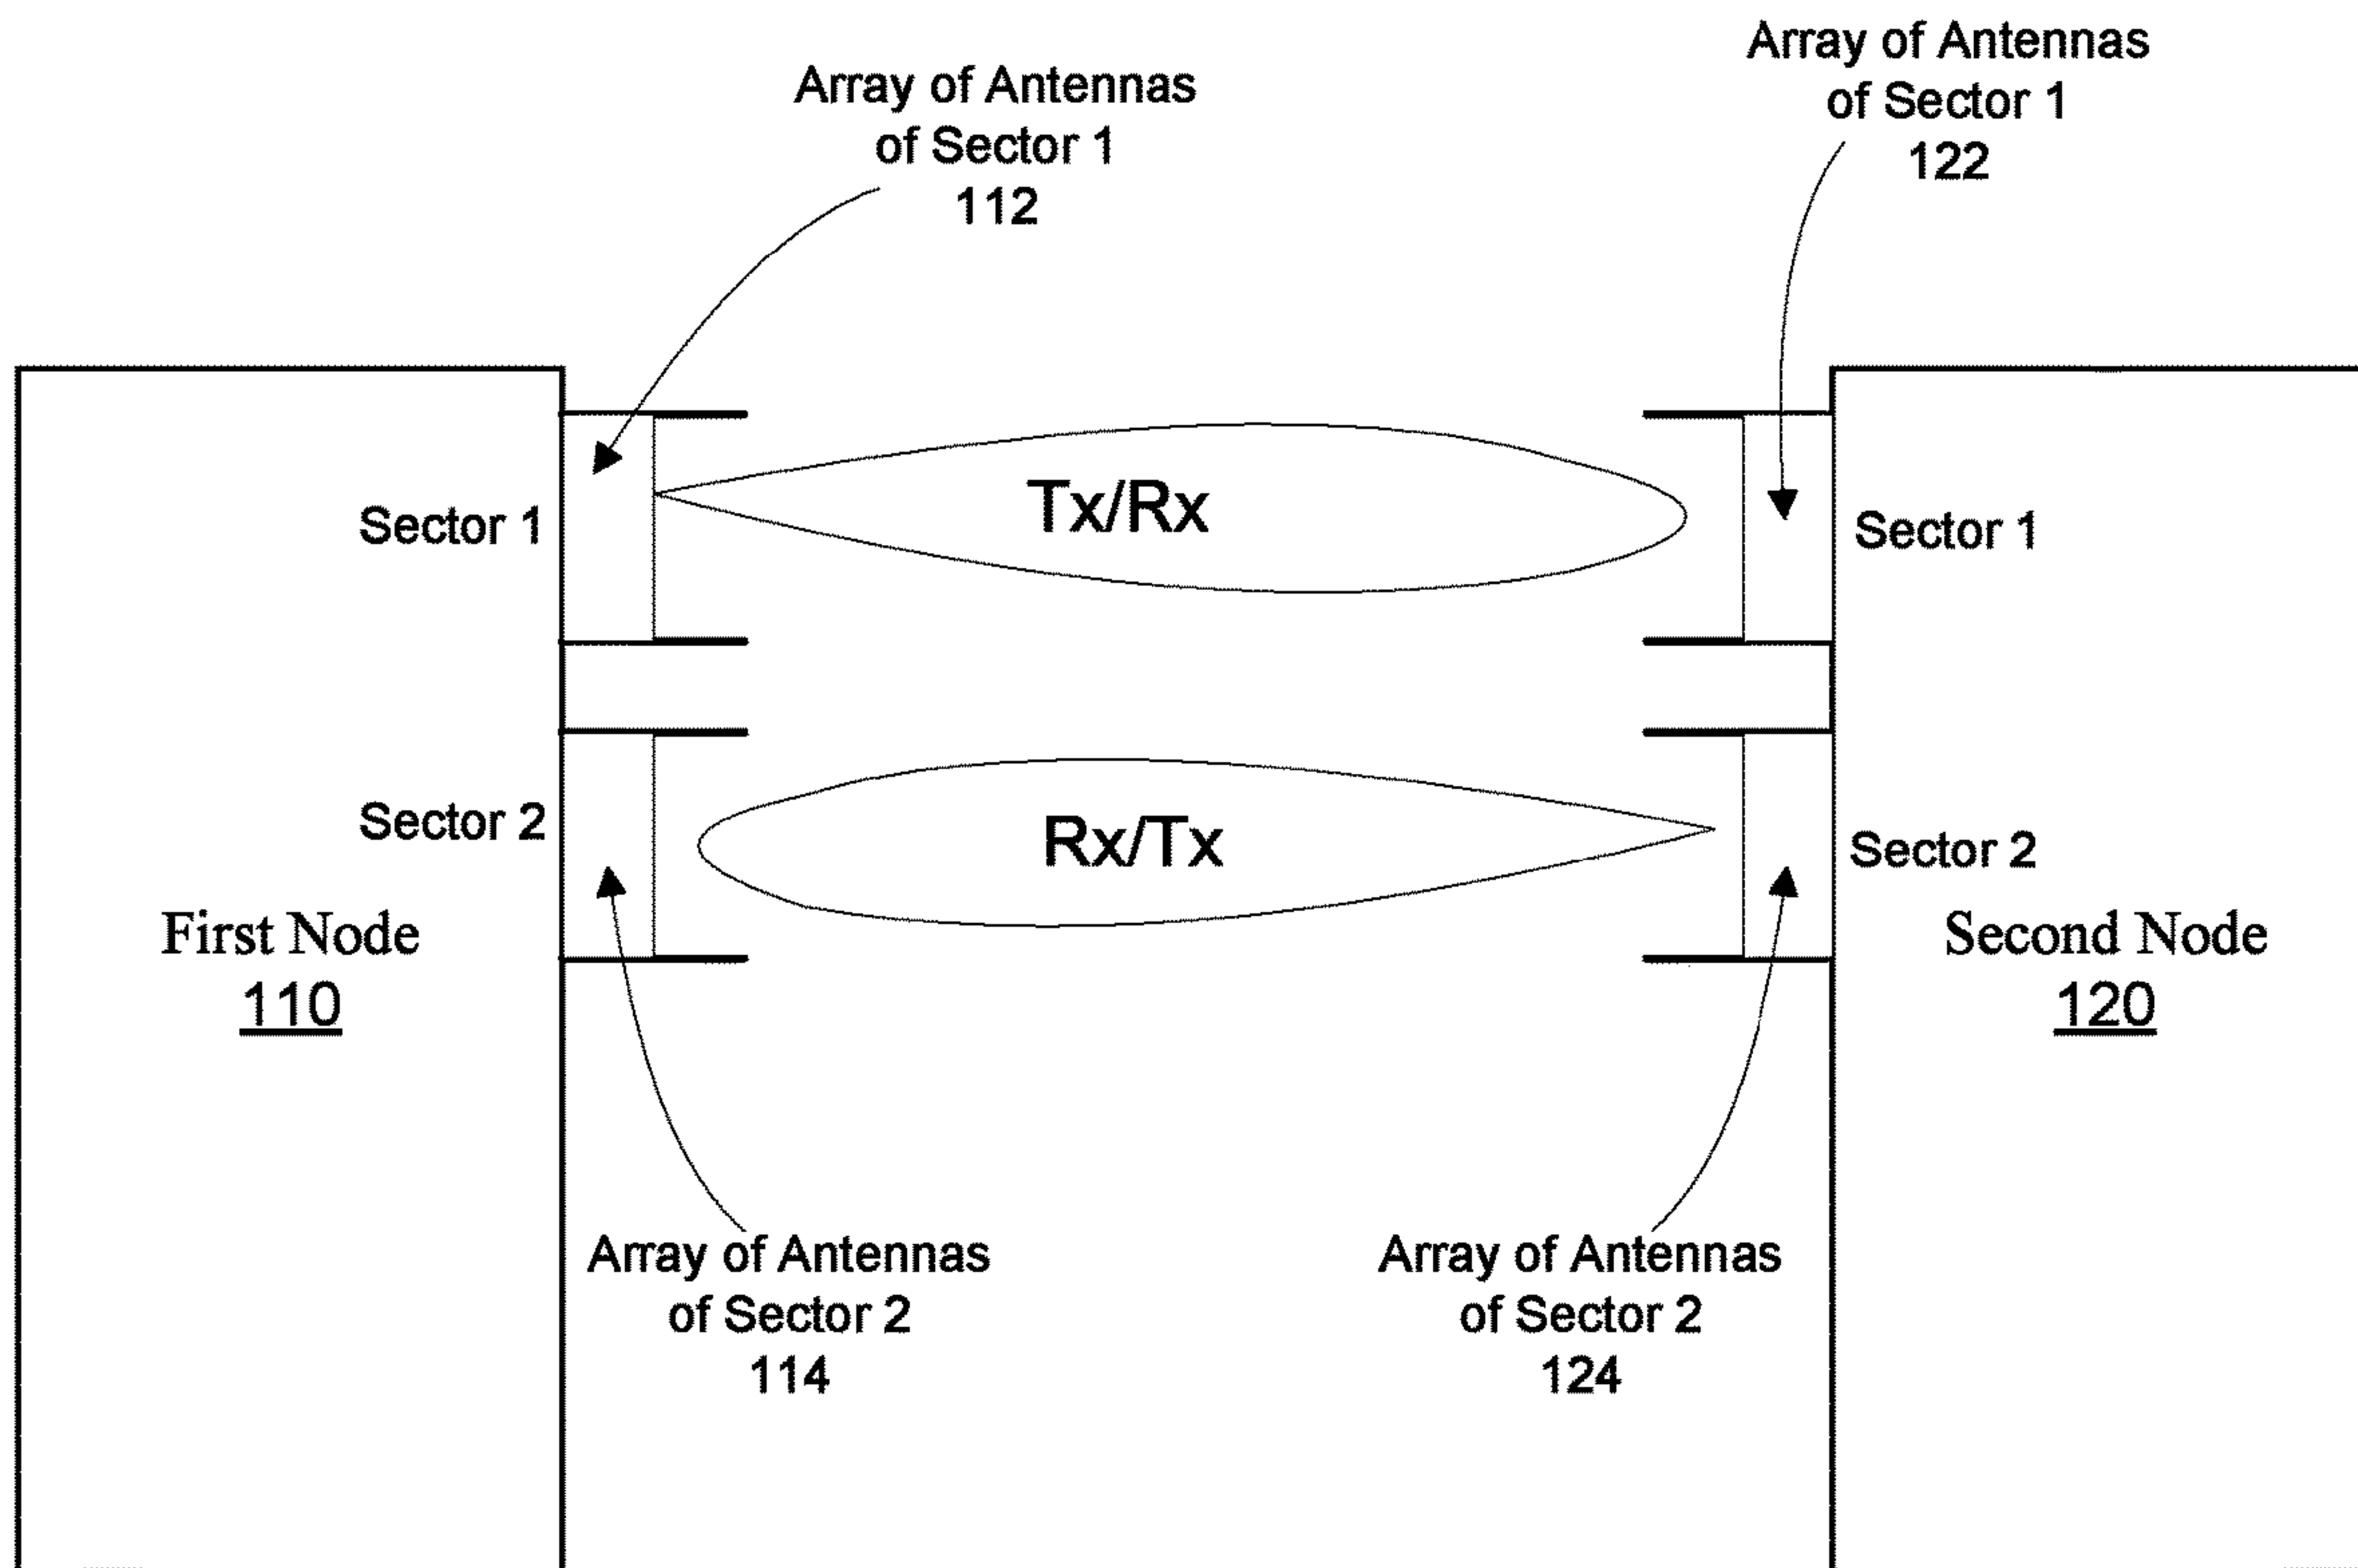 Array of Antennas
of Sector 1
112
Array of Antennas
of Sector 1
122
Tx/Rx
Sector 1
Sector 1
Rx/Tx
Sector 2
Sector 2
First Node
110
Second Node
120
Array of Antennas
of Sector 2
114
Array of Antennas
of Sector 2
124